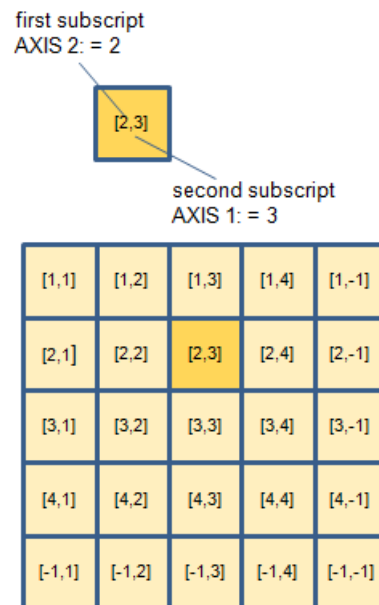 first subscript
AXIS 2: = 2
[2,3]
second subscript
AXIS 1: = 3
[1,1] [1,2] [1,3] [1,4] [1,-1]
[2,1] [2,2] [2,3] [2,4] [2,-1]
[3,1] [3,2] [3,3] [3,4] [3,-1]
[4,1] [4,2] [4,3] [4,4] [4,-1]
[-1,1] [-1,2] [-1,3] [-1,4] [-1,-1]